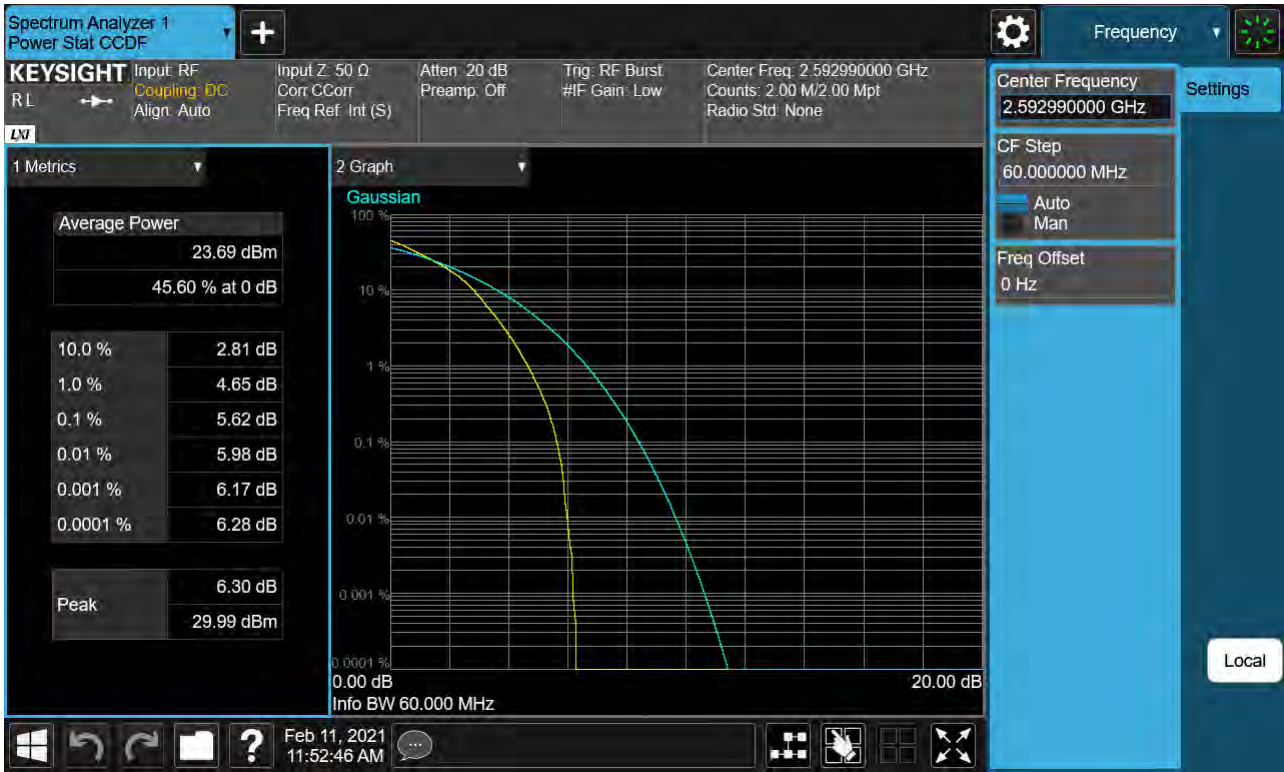 Spectrum Analyzer 1
Power Stat CCDF
Frequency
KEYSIGHT
RL
LXI
Input: RF
Coupling: DC
Align: Auto
Input Z: 50 Ω
Corr CCorr
Freq Ref: Int (S)
Atten: 20 dB
Preamp: Off
Trig: RF Burst
#IF Gain: Low
Center Freq: 2.592990000 GHz
Counts: 2.00 M/2.00 Mpt
Radio Std: None
1 Metrics
Average Power
23.69 dBm
45.60 % at 0 dB
10.0 % 2.81 dB
1.0 % 4.65 dB
0.1 % 5.62 dB
0.01 % 5.98 dB
0.001 % 6.17 dB
0.0001 % 6.28 dB
Peak
6.30 dB
29.99 dBm
2 Graph
Gaussian
100 %
10 %
1 %
0.1 %
0.01 %
0.001 %
0.0001 %
0.00 dB 20.00 dB
Info BW 60.000 MHz
Center Frequency
2.592990000 GHz
CF Step
60.000000 MHz
Auto
Man
Freq Offset
0 Hz
Settings
Local
Feb 11, 2021
11:52:46 AM